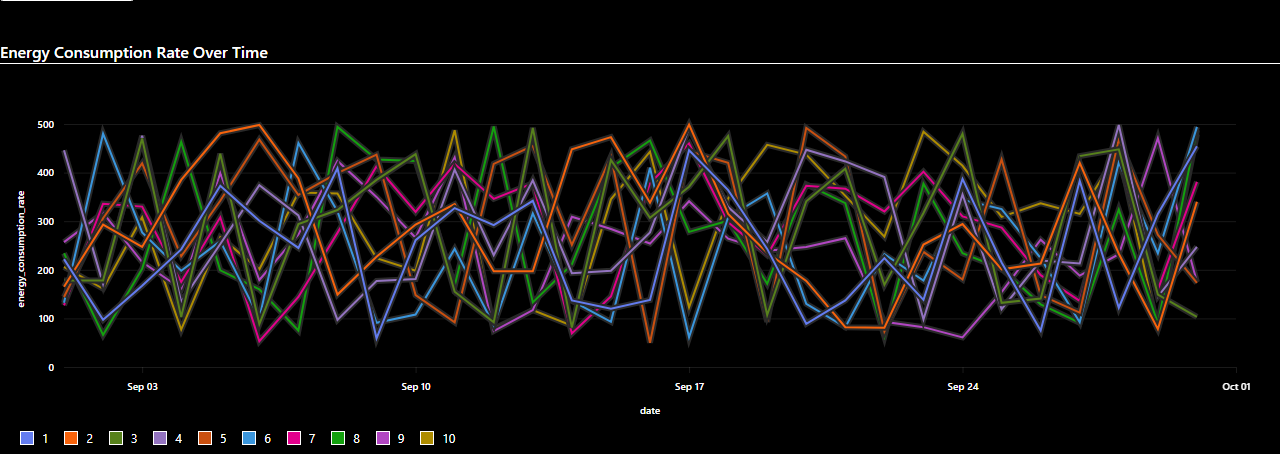 Energy Consumption Rate Over Time
energy_consumption_rate
500
400
300
200
100
0
Sep 03 Sep 10 Sep 17 Sep 24 Oct 01
date
1 2 3 4 5 6 7 8 9 10